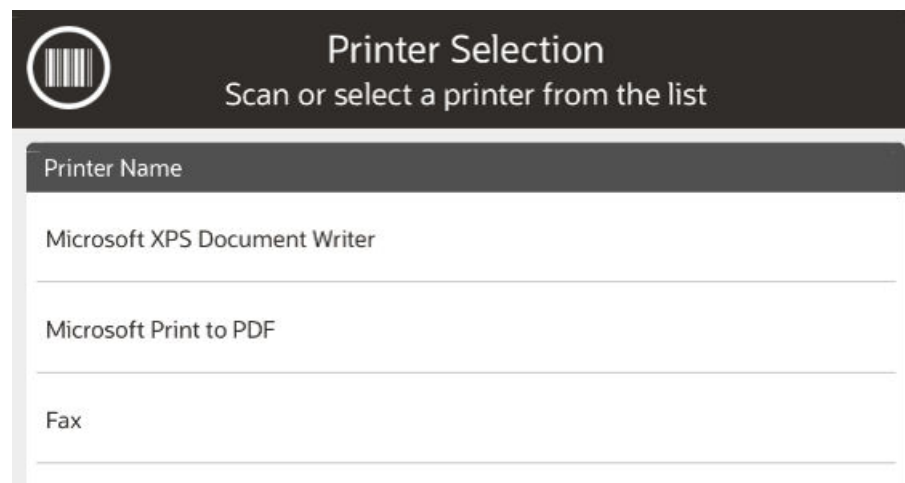 Printer Selection
Scan or select a printer from the list
Printer Name
Microsoft XPS Document Writer
Microsoft Print to PDF
Fax